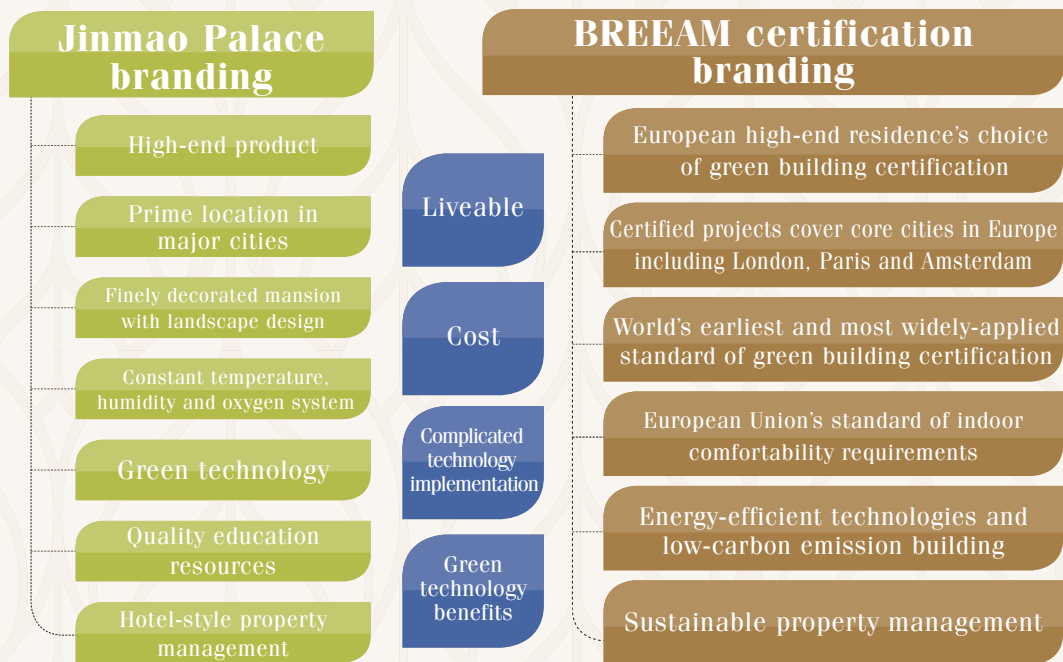 Jinmao Palace
branding
High-end product
Prime location in
major cities
Finely decorated mansion
with landscape design
Constant temperature,
humidity and oxygen system
Green technology
Quality education
resources
Hotel-style property
management
Liveable
Cost
Complicated
technology
implementation
Green
technology
benefits
BREEAM certification
branding
European high-end residence's choice
of green building certification
Certified projects cover core cities in Europe
including London, Paris and Amsterdam
World's earliest and most widely-applied
standard of green building certification
European Union's standard of indoor
comfortability requirements
Energy-efficient technologies and
low-carbon emission building
Sustainable property management